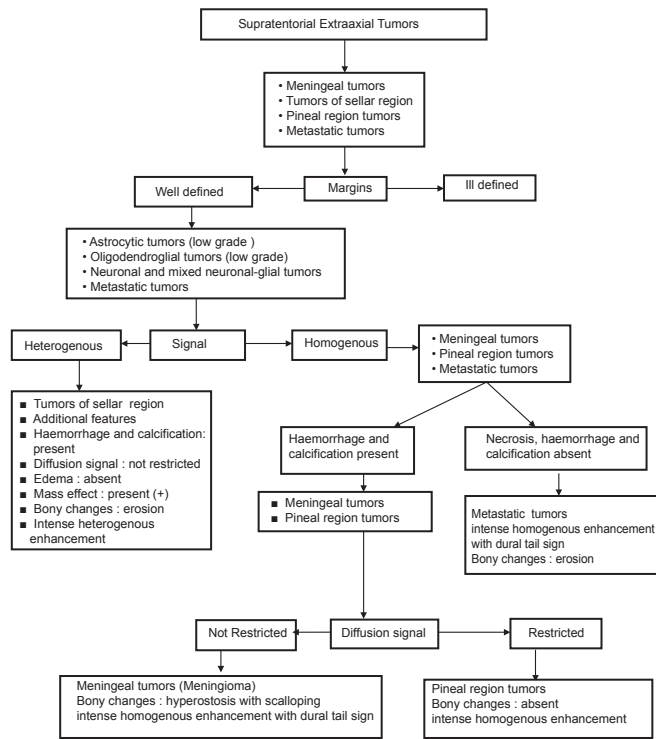 Supratentorial Extraaxial Tumors
• Meningeal tumors
• Tumors of sellar region
• Pineal region tumors
• Metastatic tumors
Well defined
Margins
Ill defined
• Astrocytic tumors (low grade )
• Oligodendroglial tumors (low grade)
• Neuronal and mixed neuronal-glial tumors
• Metastatic tumors
Heterogenous
Signal
Homogenous
• Meningeal tumors
• Pineal region tumors
• Metastatic tumors
■ Tumors of sellar region
■ Additional features
■ Haemorrhage and calcification:
present
■ Diffusion signal : not restricted
■ Edema : absent
■ Mass effect : present (+)
■ Bony changes : erosion
■ Intense heterogenous
enhancement
Haemorrhage and
calcification present
Necrosis, haemorrhage and
calcification absent
■ Meningeal tumors
■ Pineal region tumors
Metastatic tumors
intense homogenous enhancement
with dural tail sign
Bony changes : erosion
Not Restricted
Diffusion signal
Restricted
Meningeal tumors (Meningioma)
Bony changes : hyperostosis with scalloping
intense homogenous enhancement with dural tail sign
Pineal region tumors
Bony changes : absent
intense homogenous enhancement